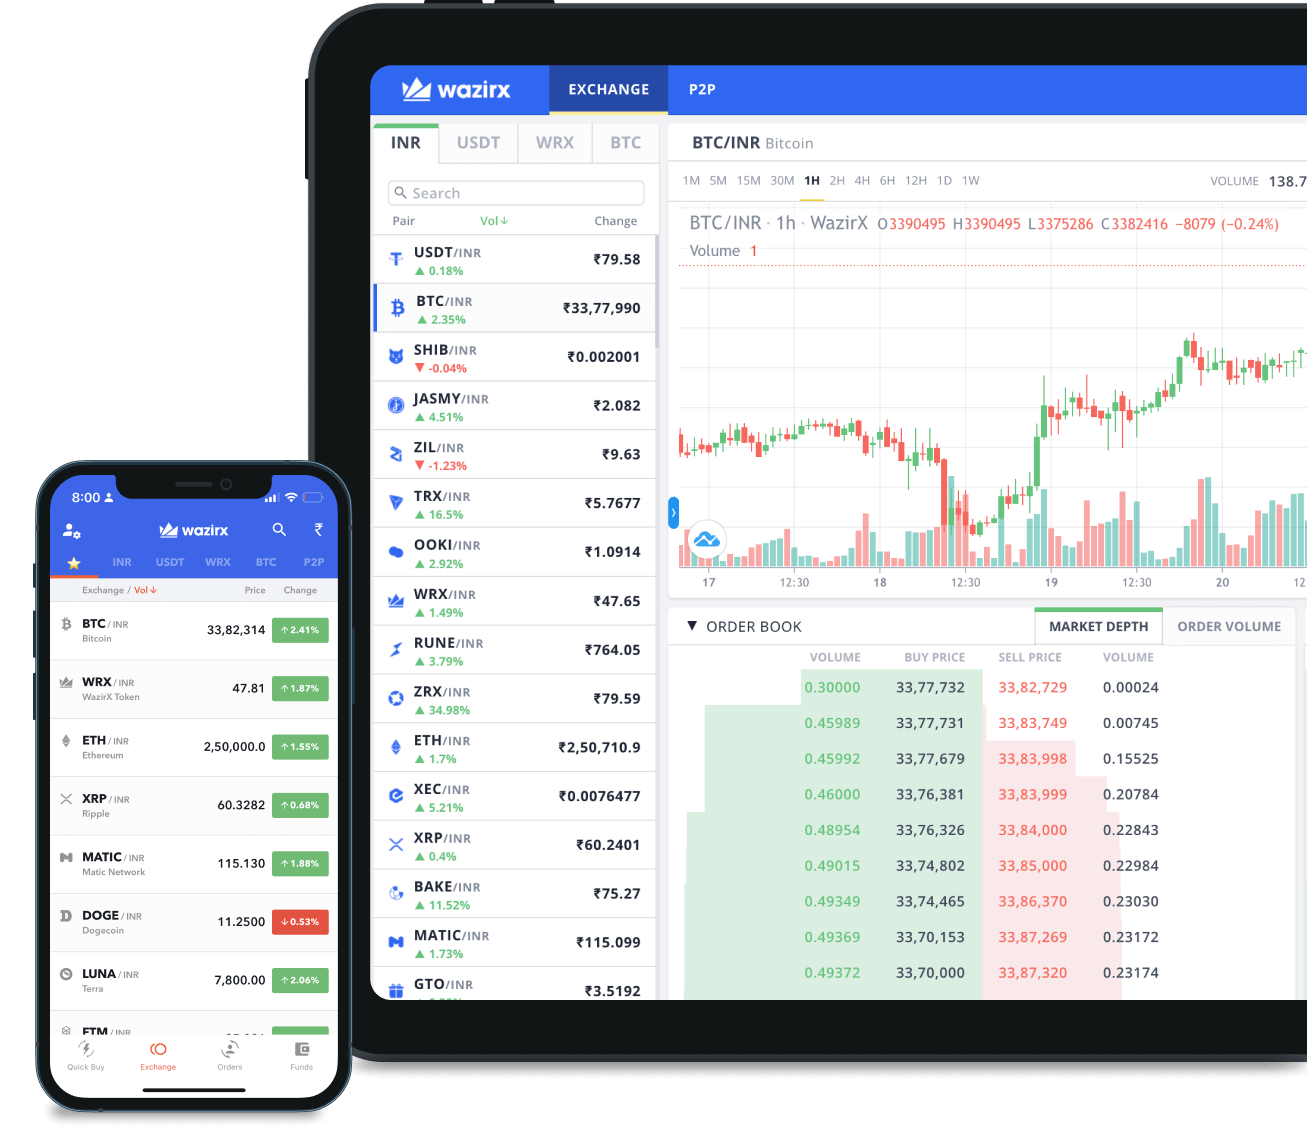 wazirx EXCHANGE P2P
INR USDT WRX BTC
Search
Pair Vol↓ Change
USDT/INR ₹79.58
▲ 0.18%
BTC/INR ₹33,77,990
▲ 2.35%
SHIB/INR ₹0.002001
▼ -0.04%
JASMY/INR ₹2.082
▲ 4.51%
ZIL/INR ₹9.63
▼ -1.23%
TRX/INR ₹5.7677
▲ 16.5%
OOKI/INR ₹1.0914
▲ 2.92%
WRX/INR ₹47.65
▲ 1.49%
RUNE/INR ₹764.05
▲ 3.79%
ZRX/INR ₹79.59
▲ 34.98%
ETH/INR ₹2,50,710.9
▲ 1.7%
XEC/INR ₹0.0076477
▲ 5.21%
XRP/INR ₹60.2401
▲ 0.4%
BAKE/INR ₹75.27
▲ 11.52%
MATIC/INR ₹115.099
▲ 1.73%
GTO/INR ₹3.5192
BTC/INR Bitcoin
1M 5M 15M 30M 1H 2H 4H 6H 12H 1D 1W VOLUME 138.7
BTC/INR · 1h · WazirX O3390495 H3390495 L3375286 C3382416 −8079 (−0.24%)
Volume 1
17 12:30 18 12:30 19 12:30 20 12
▼ ORDER BOOK MARKET DEPTH ORDER VOLUME
VOLUME BUY PRICE SELL PRICE VOLUME
0.30000 33,77,732 33,82,729 0.00024
0.45989 33,77,731 33,83,749 0.00745
0.45992 33,77,679 33,83,998 0.15525
0.46000 33,76,381 33,83,999 0.20784
0.48954 33,76,326 33,84,000 0.22843
0.49015 33,74,802 33,85,000 0.22984
0.49349 33,74,465 33,86,370 0.23030
0.49369 33,70,153 33,87,269 0.23172
0.49372 33,70,000 33,87,320 0.23174
8:00
wazirx ₹
INR USDT WRX BTC P2P
Exchange / Vol↓ Price Change
BTC / INR 33,82,314 ↑2.41%
Bitcoin
WRX / INR 47.81 ↑1.87%
WazirX Token
ETH / INR 2,50,000.0 ↑1.55%
Ethereum
XRP / INR 60.3282 ↑0.68%
Ripple
MATIC / INR 115.130 ↑1.88%
Matic Network
DOGE / INR 11.2500 ↓0.53%
Dogecoin
LUNA / INR 7,800.00 ↑2.06%
Terra
FTM / INR
Quick Buy Exchange Orders Funds